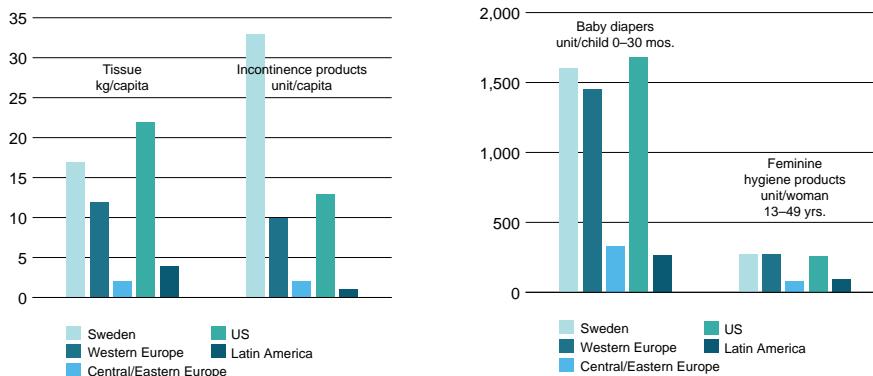 35
30
25
20
15
10
5
0
Tissue
kg/capita
Incontinence products
unit/capita
Sweden
Western Europe
Central/Eastern Europe
US
Latin America
2,000
1,500
1,000
500
0
Baby diapers
unit/child 0–30 mos.
Feminine
hygiene products
unit/woman
13–49 yrs.
Sweden
Western Europe
Central/Eastern Europe
US
Latin America